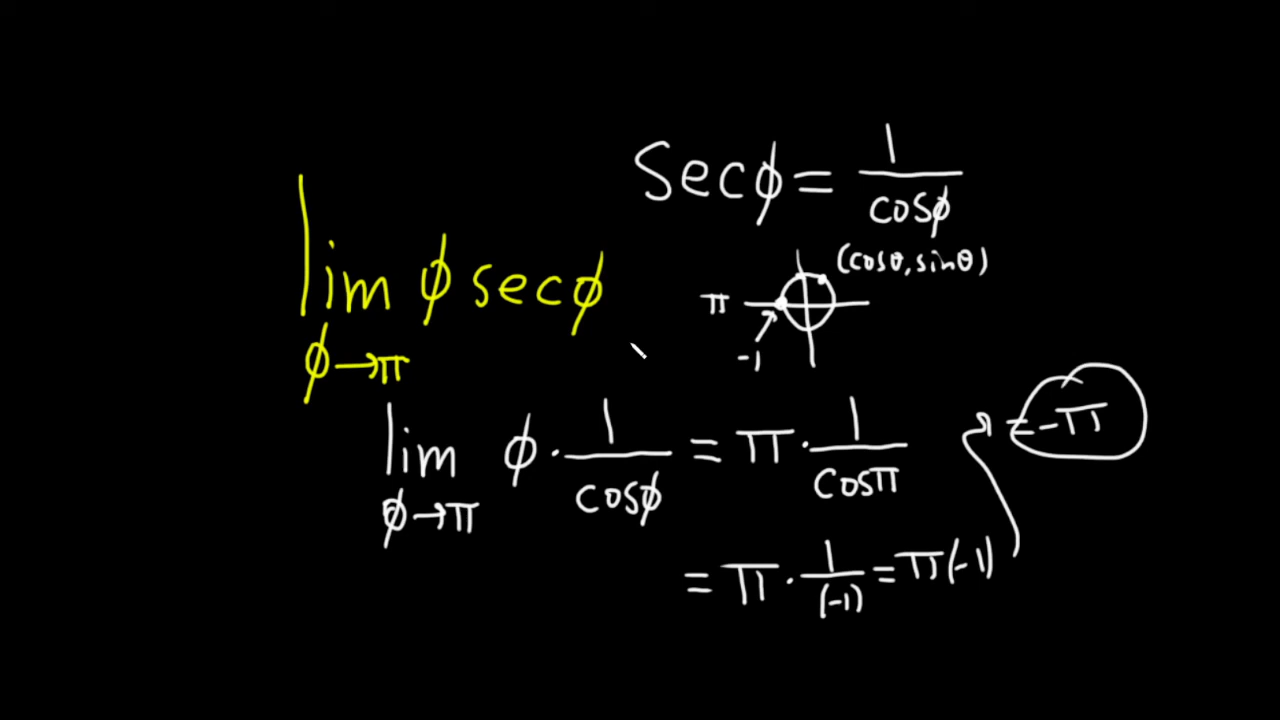 secϕ = 1/cosϕ
lim ϕ secϕ
ϕ→π
(cosθ, sinθ)
π
-1
lim ϕ · 1/cosϕ = π · 1/cosπ
ϕ→π
= π · 1/(-1) = π(-1)
= -π